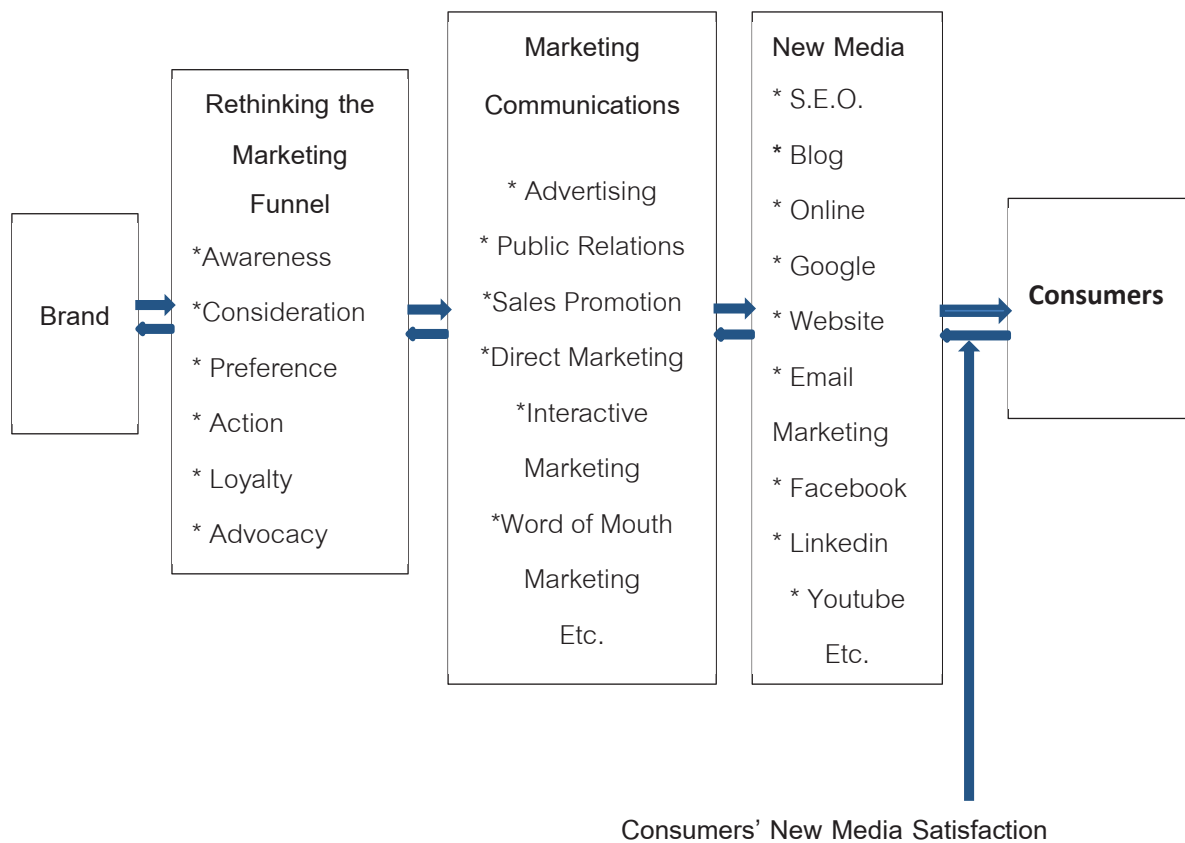 Brand
Rethinking the
Marketing
Funnel
*Awareness
*Consideration
* Preference
* Action
* Loyalty
* Advocacy
Marketing
Communications
* Advertising
* Public Relations
*Sales Promotion
*Direct Marketing
*Interactive
Marketing
*Word of Mouth
Marketing
Etc.
New Media
* S.E.O.
* Blog
* Online
* Google
* Website
* Email
Marketing
* Facebook
* Linkedin
* Youtube
Etc.
Consumers
Consumers’ New Media Satisfaction